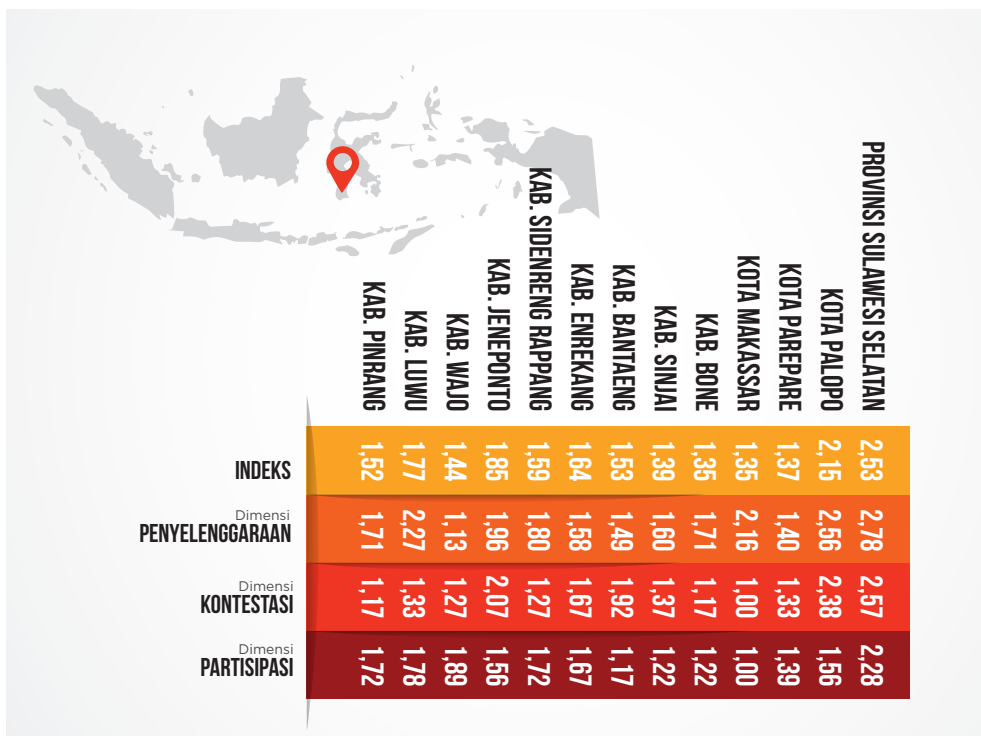 KAB. PINRANG
KAB. LUWU
KAB. WAJO
KAB. JENEPONTO
KAB. SIDENRENG RAPPANG
KAB. ENREKANG
KAB. BANTAENG
KAB. SINJAI
KAB. BONE
KOTA MAKASSAR
KOTA PAREPARE
KOTA PALOPO
PROVINSI SULAWESI SELATAN
INDEKS
1,52 1,77 1,44 1,85 1,59 1,64 1,53 1,39 1,35 1,35 1,37 2,15 2,53
Dimensi
PENYELENGGARAAN
1,71 2,27 1,13 1,96 1,80 1,58 1,49 1,60 1,71 2,16 1,40 2,56 2,78
Dimensi
KONTESTASI
1,17 1,33 1,27 2,07 1,27 1,67 1,92 1,37 1,17 1,00 1,33 2,38 2,57
Dimensi
PARTISIPASI
1,72 1,78 1,89 1,56 1,72 1,67 1,17 1,22 1,22 1,00 1,39 1,56 2,28